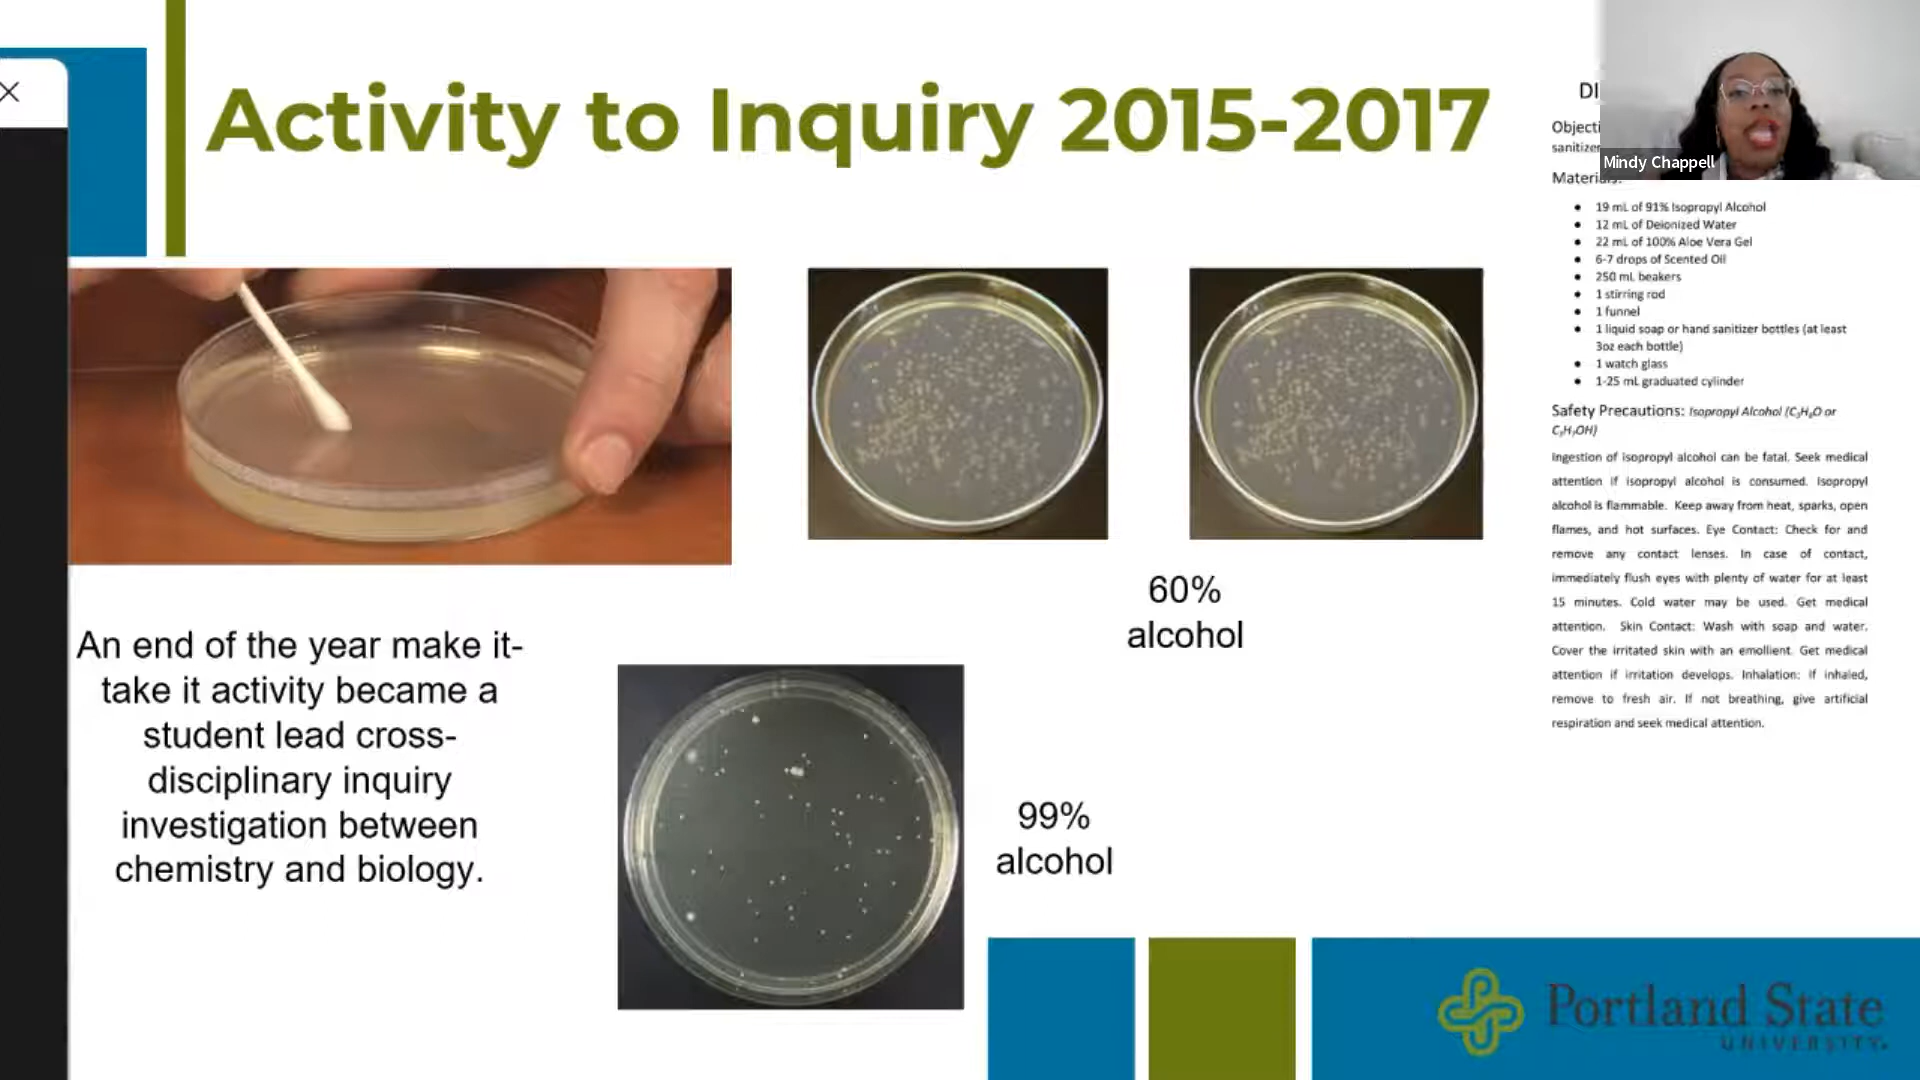 Activity to Inquiry 2015-2017
Mindy Chappell
60%
alcohol
An end of the year make it-
take it activity became a
student lead cross-
disciplinary inquiry
investigation between
chemistry and biology.
99%
alcohol
DI
Objecti
sanitizer
Materials:
19 mL of 91% Isopropyl Alcohol
12 mL of Deionized Water
22 mL of 100% Aloe Vera Gel
6-7 drops of Scented Oil
250 mL beakers
1 stirring rod
1 funnel
1 liquid soap or hand sanitizer bottles (at least
3oz each bottle)
1 watch glass
1-25 mL graduated cylinder
Safety Precautions: Isopropyl Alcohol (C₃H₈O or
C₃H₇OH)
Ingestion of isopropyl alcohol can be fatal. Seek medical
attention if isopropyl alcohol is consumed. Isopropyl
alcohol is flammable. Keep away from heat, sparks, open
flames, and hot surfaces. Eye Contact: Check for and
remove any contact lenses. In case of contact,
immediately flush eyes with plenty of water for at least
15 minutes. Cold water may be used. Get medical
attention. Skin Contact: Wash with soap and water.
Cover the irritated skin with an emollient. Get medical
attention if irritation develops. Inhalation: if inhaled,
remove to fresh air. If not breathing, give artificial
respiration and seek medical attention.
Portland State
UNIVERSITY